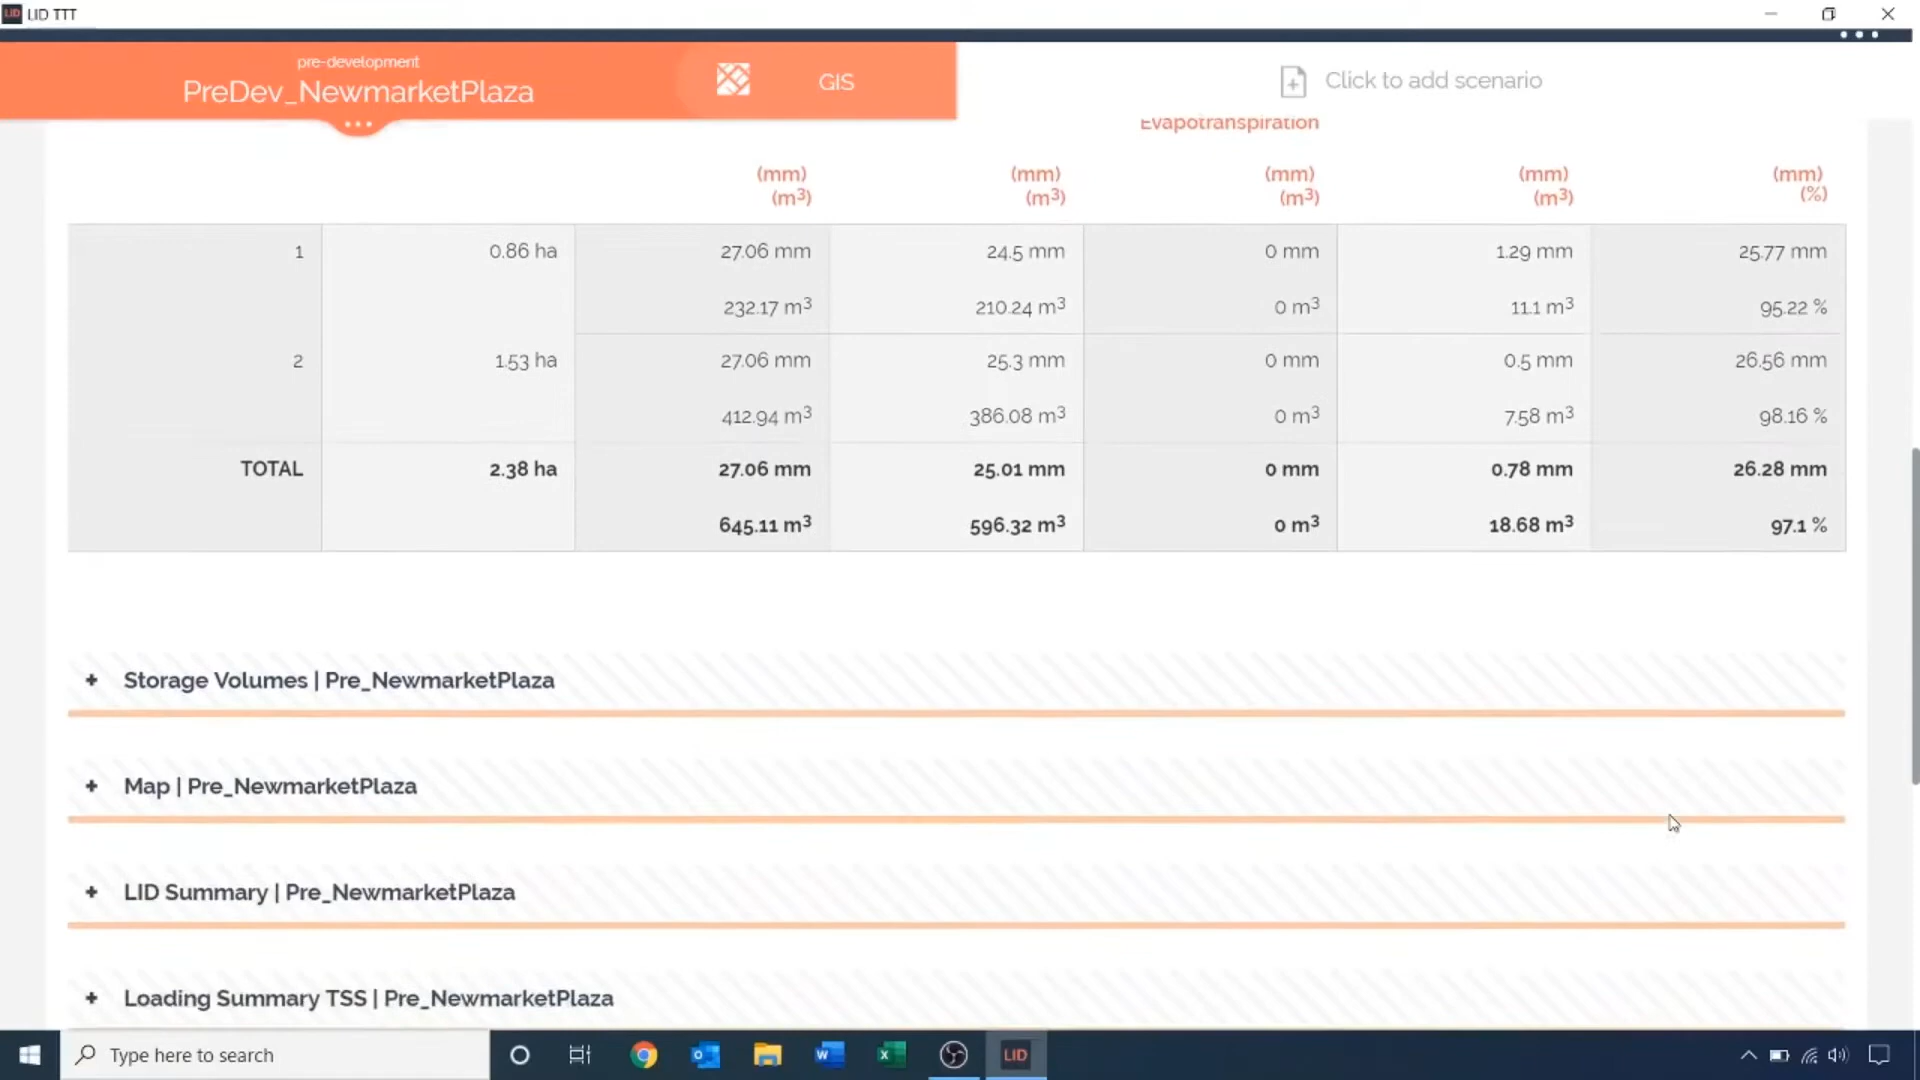 LID LID TTT
pre-development
PreDev_NewmarketPlaza
GIS
Click to add scenario
Evapotranspiration
(mm) (mm) (mm) (mm) (mm)
(m3) (m3) (m3) (m3) (%)
1 0.86 ha 27.06 mm 24.5 mm 0 mm 1.29 mm 25.77 mm
232.17 m3 210.24 m3 0 m3 11.1 m3 95.22 %
2 1.53 ha 27.06 mm 25.3 mm 0 mm 0.5 mm 26.56 mm
412.94 m3 386.08 m3 0 m3 7.58 m3 98.16 %
TOTAL 2.38 ha 27.06 mm 25.01 mm 0 mm 0.78 mm 26.28 mm
645.11 m3 596.32 m3 0 m3 18.68 m3 97.1 %
+ Storage Volumes | Pre_NewmarketPlaza
+ Map | Pre_NewmarketPlaza
+ LID Summary | Pre_NewmarketPlaza
+ Loading Summary TSS | Pre_NewmarketPlaza
Type here to search
LID